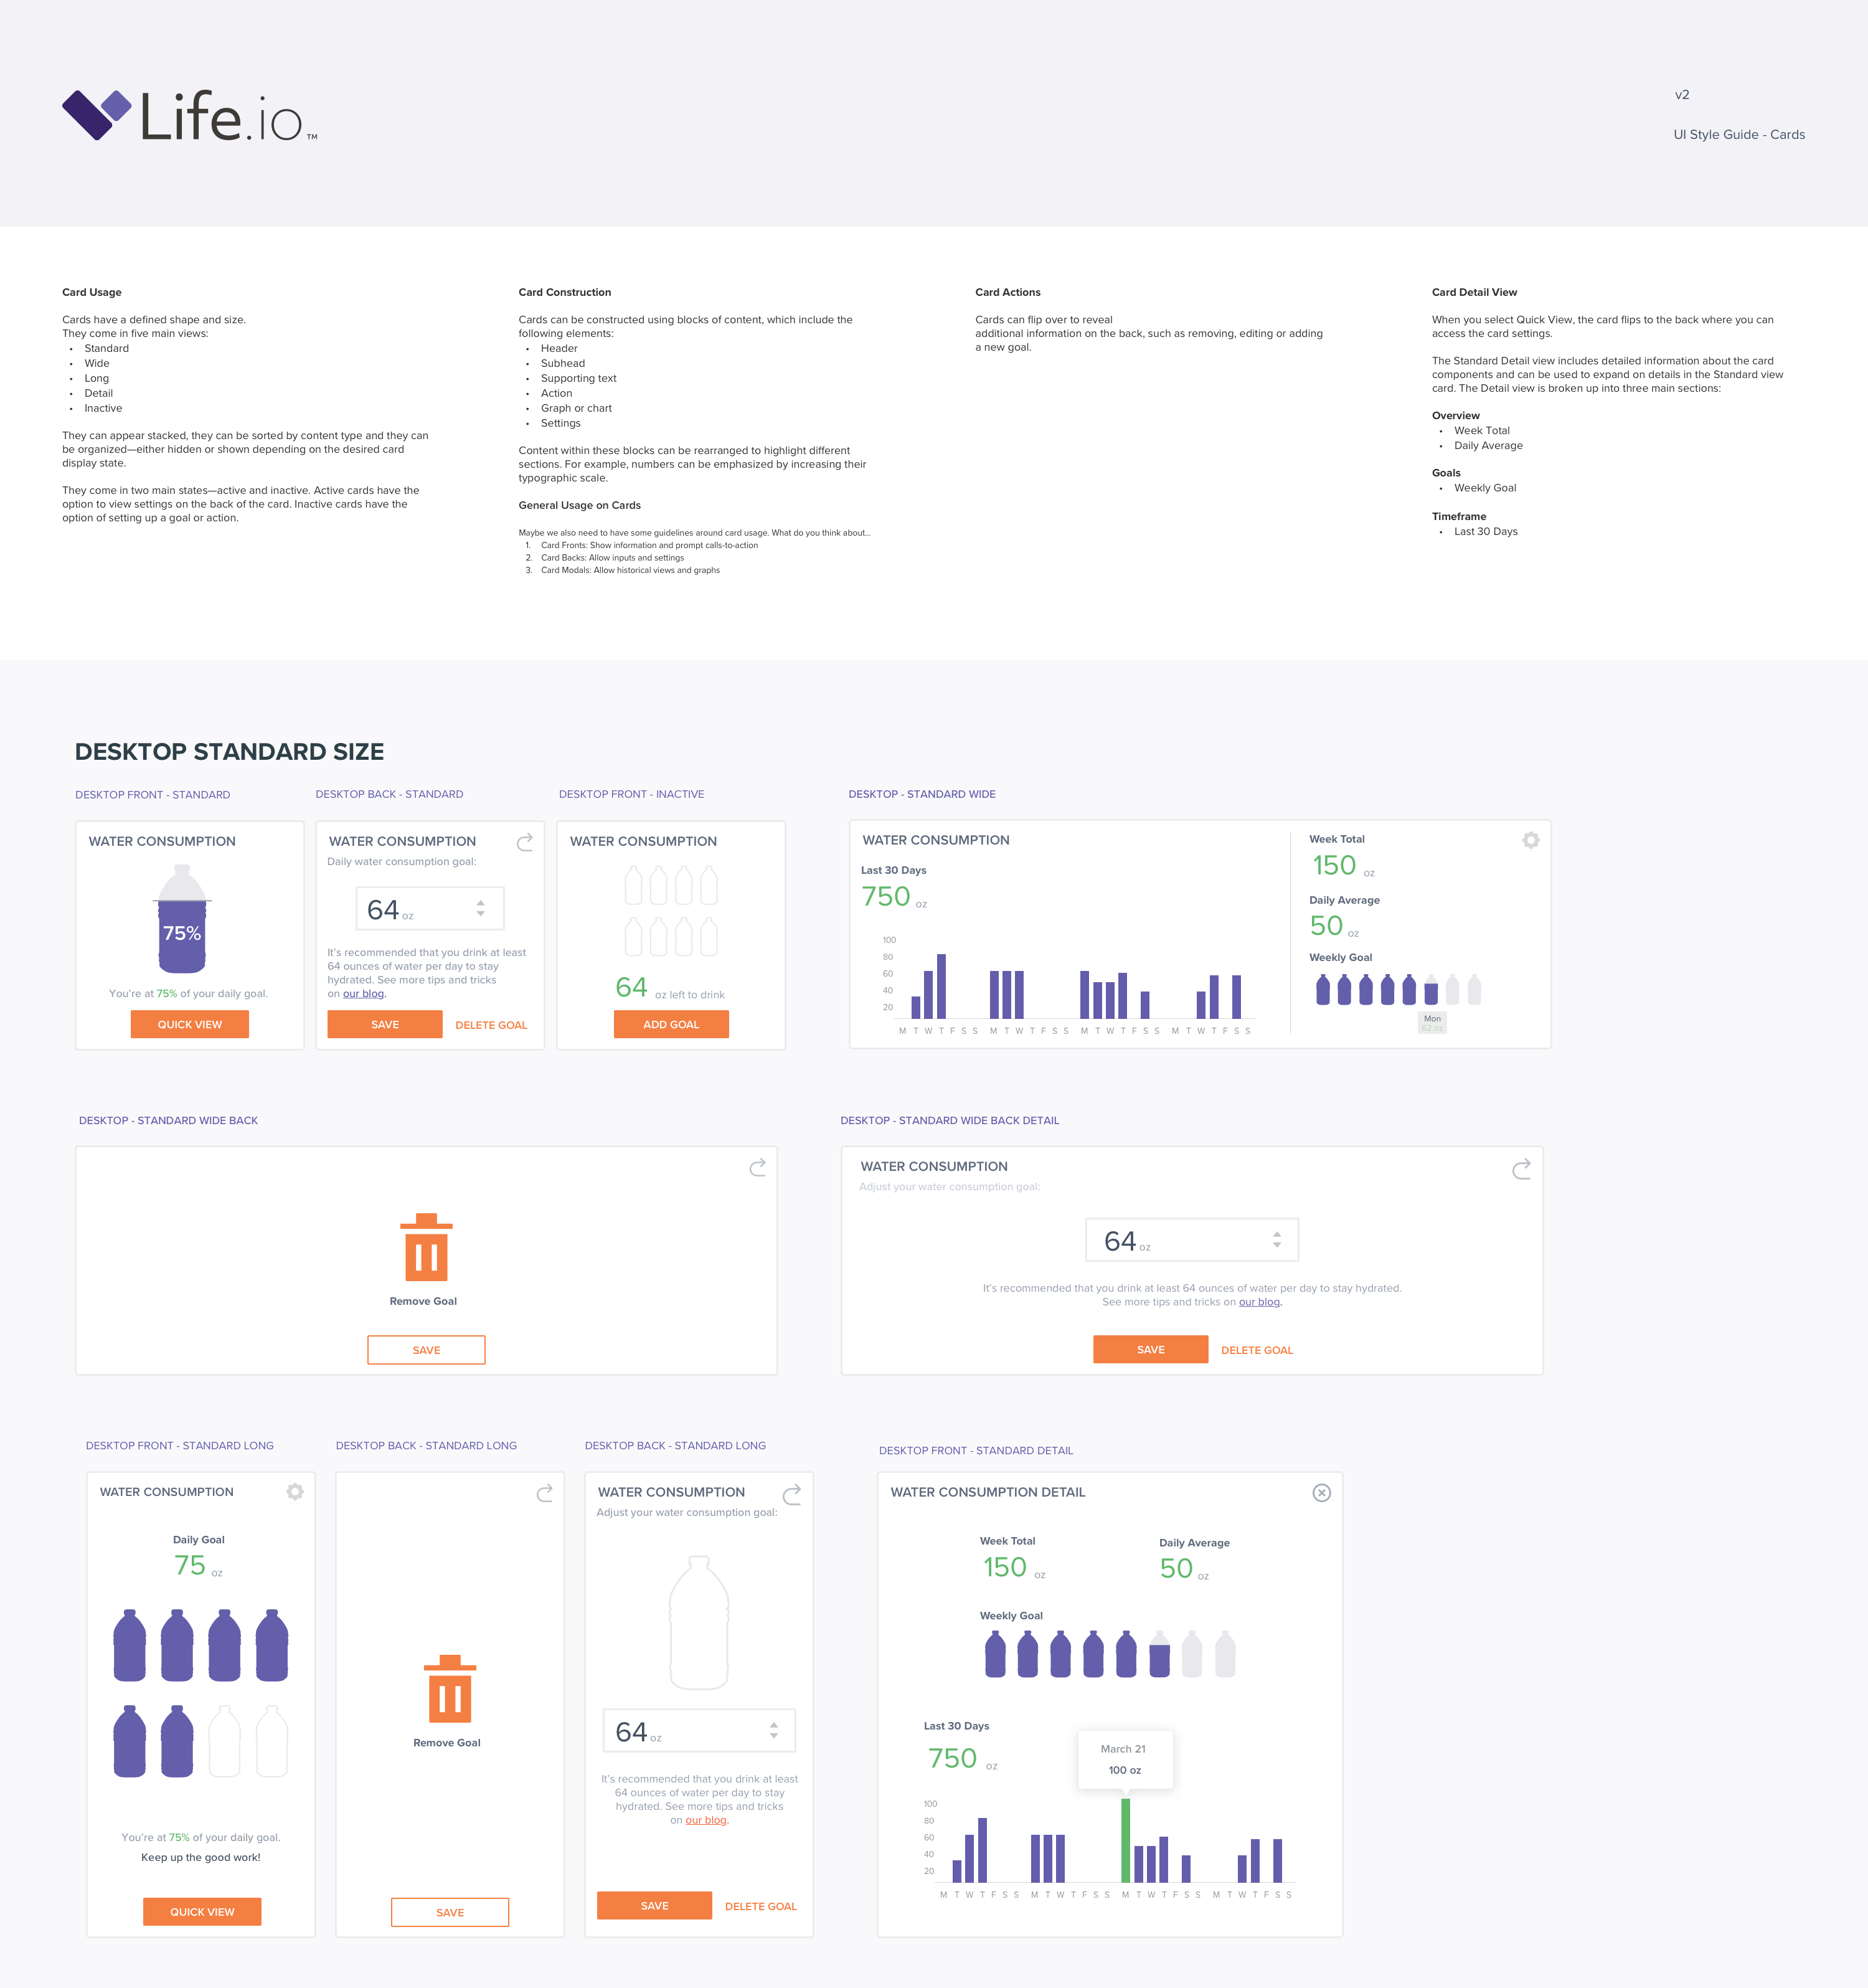 Life.io™
v2
UI Style Guide - Cards
Card Usage
Cards have a defined shape and size.
They come in five main views:
• Standard
• Wide
• Long
• Detail
• Inactive
They can appear stacked, they can be sorted by content type and they can
be organized—either hidden or shown depending on the desired card
display state.
They come in two main states—active and inactive. Active cards have the
option to view settings on the back of the card. Inactive cards have the
option of setting up a goal or action.
Card Construction
Cards can be constructed using blocks of content, which include the
following elements:
• Header
• Subhead
• Supporting text
• Action
• Graph or chart
• Settings
Content within these blocks can be rearranged to highlight different
sections. For example, numbers can be emphasized by increasing their
typographic scale.
General Usage on Cards
Maybe we also need to have some guidelines around card usage. What do you think about...
1. Card Fronts: Show information and prompt calls-to-action
2. Card Backs: Allow inputs and settings
3. Card Modals: Allow historical views and graphs
Card Actions
Cards can flip over to reveal
additional information on the back, such as removing, editing or adding
a new goal.
Card Detail View
When you select Quick View, the card flips to the back where you can
access the card settings.
The Standard Detail view includes detailed information about the card
components and can be used to expand on details in the Standard view
card. The Detail view is broken up into three main sections:
Overview
• Week Total
• Daily Average
Goals
• Weekly Goal
Timeframe
• Last 30 Days
DESKTOP STANDARD SIZE
DESKTOP FRONT - STANDARD
WATER CONSUMPTION
75%
You're at 75% of your daily goal.
QUICK VIEW
DESKTOP BACK - STANDARD
WATER CONSUMPTION
Daily water consumption goal:
64 oz
It's recommended that you drink at least
64 ounces of water per day to stay
hydrated. See more tips and tricks
on our blog.
SAVE DELETE GOAL
DESKTOP FRONT - INACTIVE
WATER CONSUMPTION
64 oz left to drink
ADD GOAL
DESKTOP - STANDARD WIDE
WATER CONSUMPTION
Last 30 Days
750 oz
100
80
60
40
20
M T W T F S S M T W T F S S M T W T F S S M T W T F S S
Week Total
150 oz
Daily Average
50 oz
Weekly Goal
Mon
62 oz
DESKTOP - STANDARD WIDE BACK
Remove Goal
SAVE
DESKTOP - STANDARD WIDE BACK DETAIL
WATER CONSUMPTION
Adjust your water consumption goal:
64 oz
It's recommended that you drink at least 64 ounces of water per day to stay hydrated.
See more tips and tricks on our blog.
SAVE DELETE GOAL
DESKTOP FRONT - STANDARD LONG
WATER CONSUMPTION
Daily Goal
75 oz
You're at 75% of your daily goal.
Keep up the good work!
QUICK VIEW
DESKTOP BACK - STANDARD LONG
Remove Goal
SAVE
DESKTOP BACK - STANDARD LONG
WATER CONSUMPTION
Adjust your water consumption goal:
64 oz
It's recommended that you drink at least
64 ounces of water per day to stay
hydrated. See more tips and tricks
on our blog.
SAVE DELETE GOAL
DESKTOP FRONT - STANDARD DETAIL
WATER CONSUMPTION DETAIL
Week Total
150 oz
Daily Average
50 oz
Weekly Goal
Last 30 Days
750 oz
March 21
100 oz
100
80
60
40
20
M T W T F S S M T W T F S S M T W T F S S M T W T F S S